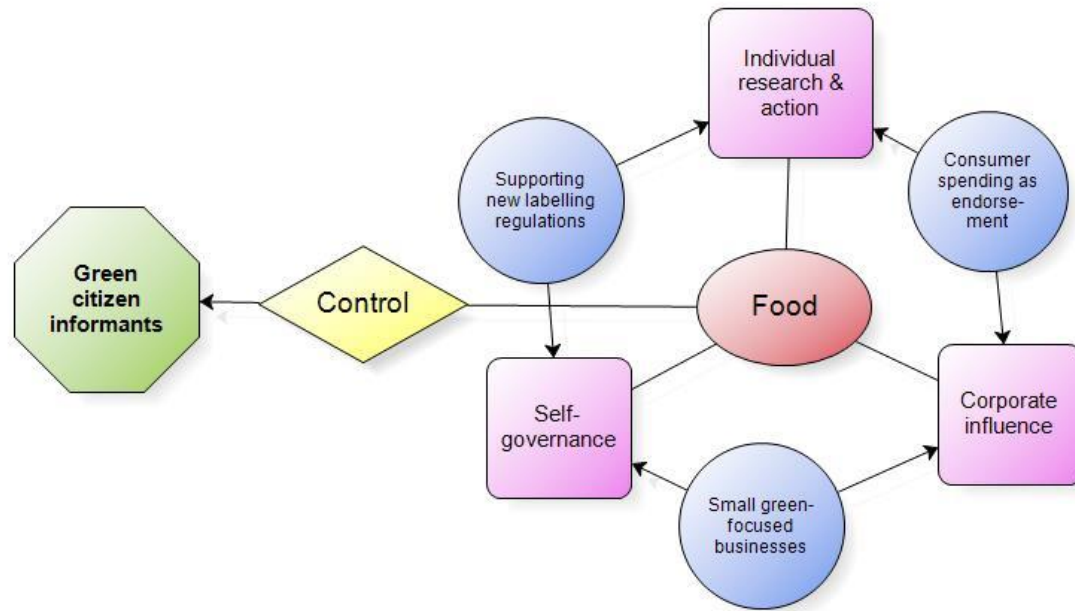 Individual
research &
action
Supporting
new labelling
regulations
Consumer
spending as
endorse-
ment
Green
citizen
informants
Control
Food
Self-
governance
Corporate
influence
Small green-
focused
businesses